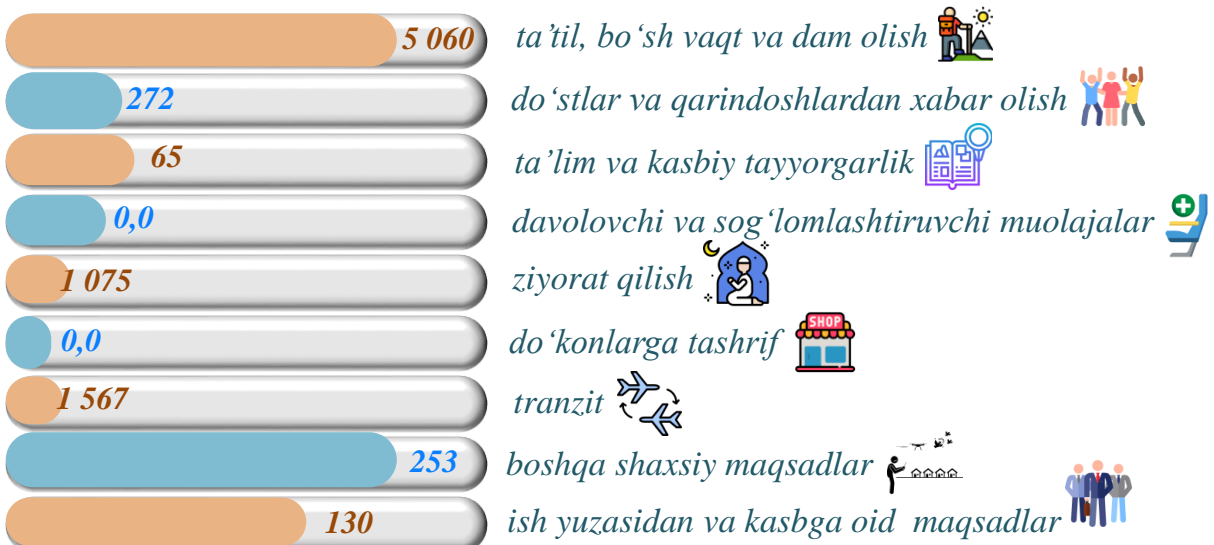 5 060 ta’til, bo‘sh vaqt va dam olish
272 do‘stlar va qarindoshlardan xabar olish
65 ta’lim va kasbiy tayyorgarlik
0,0 davolovchi va sog‘lomlashtiruvchi muolajalar
1 075 ziyorat qilish
SHOP
0,0 do‘konlarga tashrif
1 567 tranzit
253 boshqa shaxsiy maqsadlar
130 ish yuzasidan va kasbga oid maqsadlar